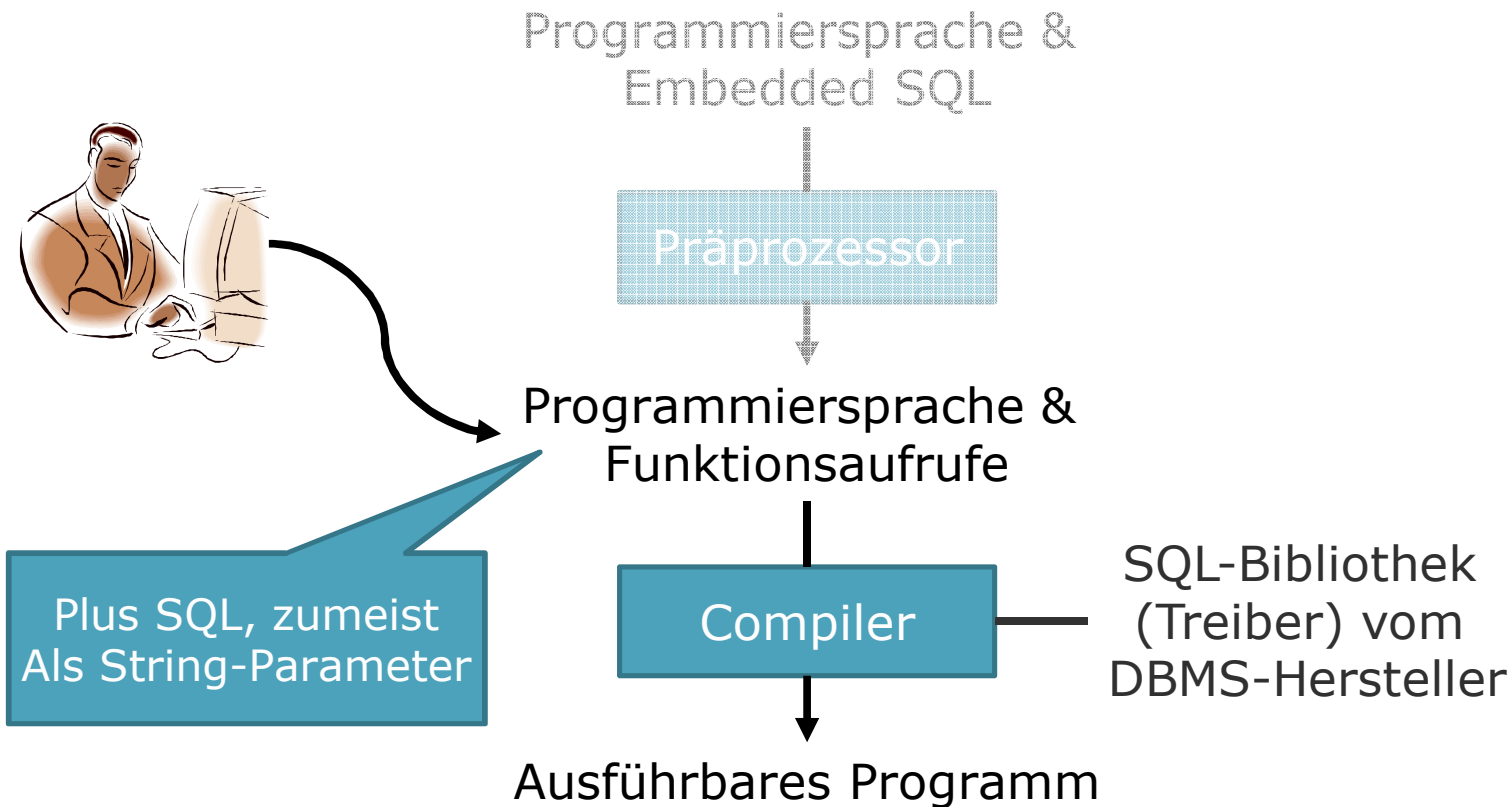 Programmiersprache &
Embedded SQL
Präprozessor
Programmiersprache &
Funktionsaufrufe
Plus SQL, zumeist
Als String-Parameter
Compiler
SQL-Bibliothek
(Treiber) vom
DBMS-Hersteller
Ausführbares Programm